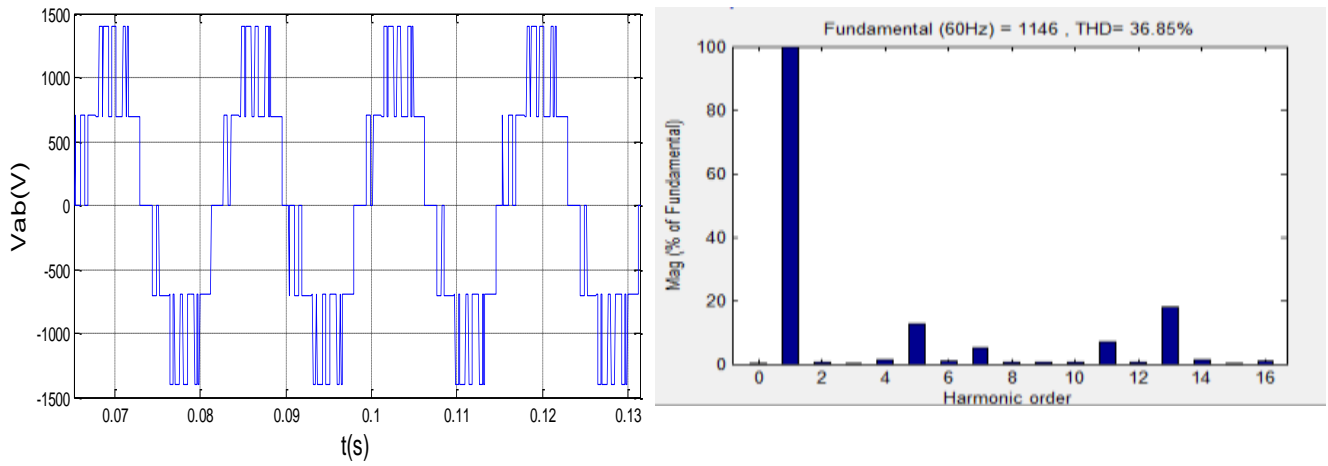 1500
1000
500
0
-500
-1000
-1500
Vab(V)
0.07 0.08 0.09 0.1 0.11 0.12 0.13
t(s)
Fundamental (60Hz) = 1146 , THD= 36.85%
100
80
60
40
20
0
Mag (% of Fundamental)
0 2 4 6 8 10 12 14 16
Harmonic order